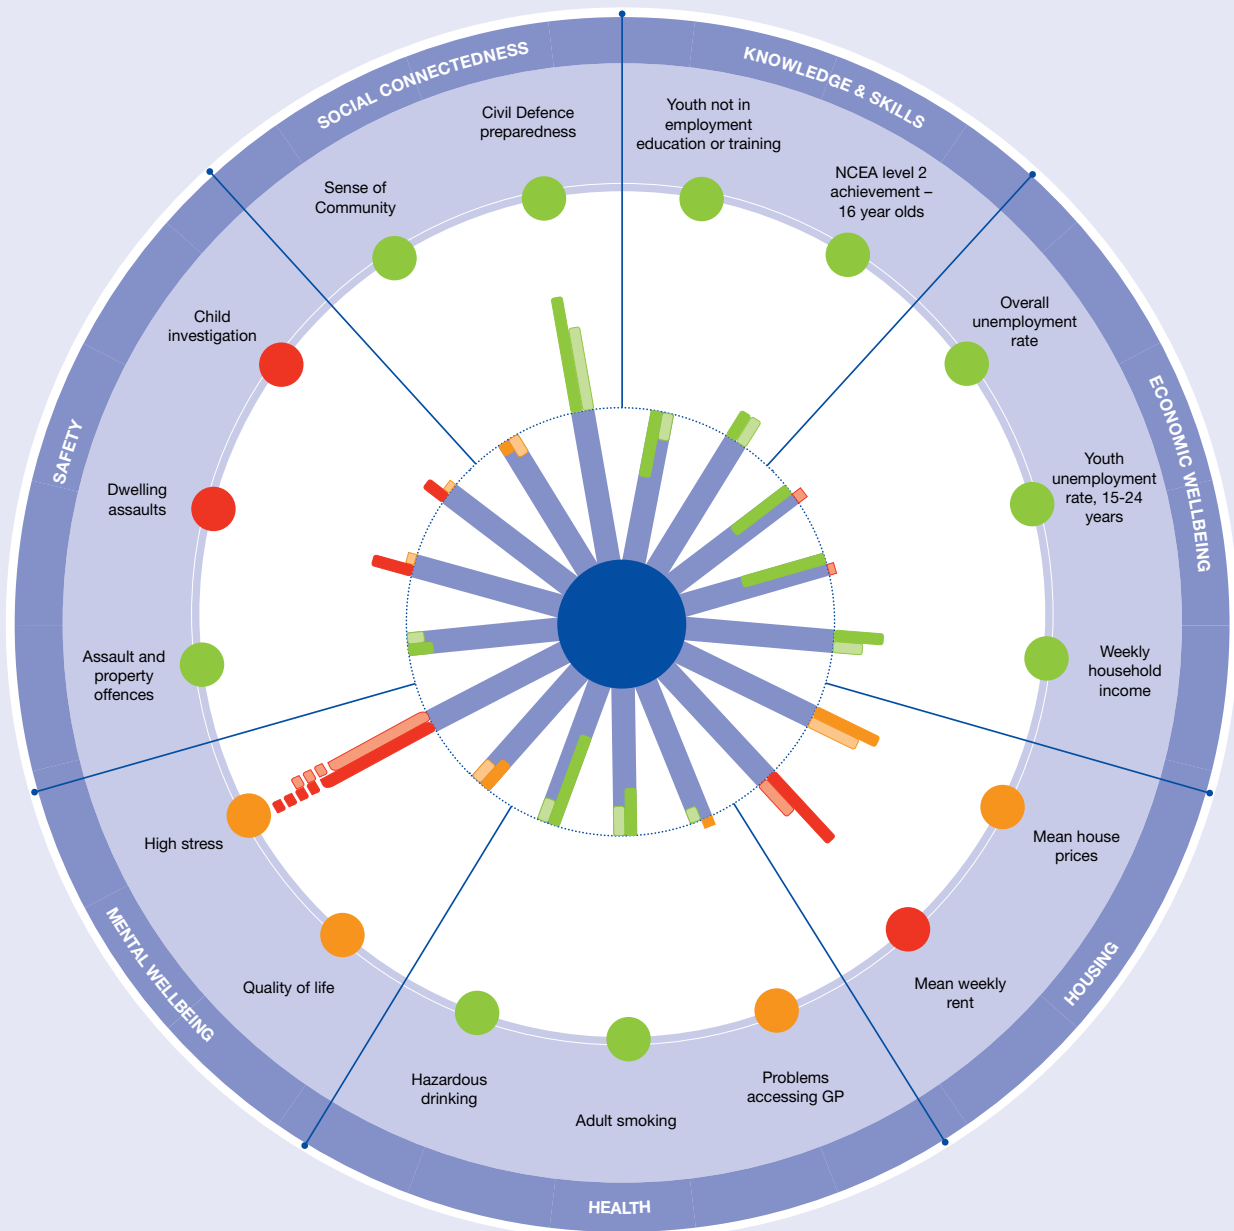 SOCIAL CONNECTEDNESS
KNOWLEDGE & SKILLS
Civil Defence
preparedness
Youth not in
employment
education or training
Sense of
Community
NCEA level 2
achievement –
16 year olds
Child
investigation
Overall
unemployment
rate
SAFETY
ECONOMIC WELLBEING
Dwelling
assaults
Youth
unemployment
rate, 15-24
years
Assault and
property
offences
Weekly
household
income
High stress
Mean house
prices
MENTAL WELLBEING
HOUSING
Quality of life
Mean weekly
rent
Hazardous
drinking
Adult smoking
Problems
accessing GP
HEALTH